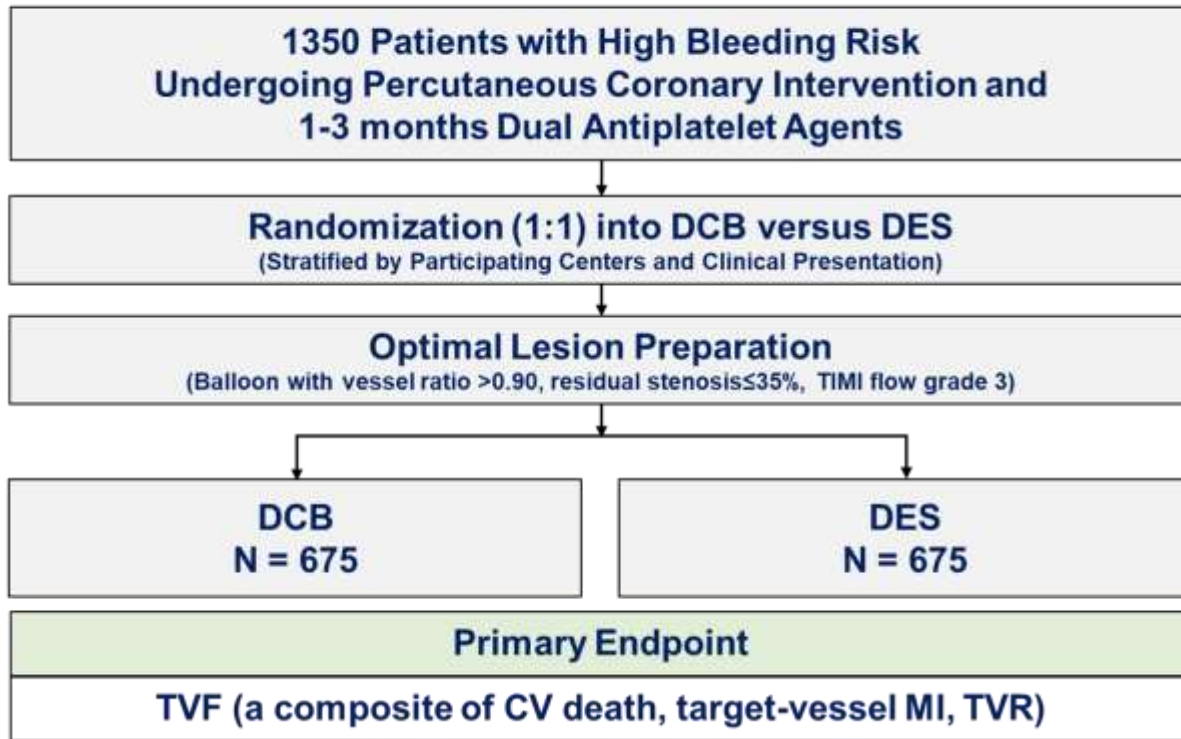 1350 Patients with High Bleeding Risk
Undergoing Percutaneous Coronary Intervention and
1-3 months Dual Antiplatelet Agents
Randomization (1:1) into DCB versus DES
(Stratified by Participating Centers and Clinical Presentation)
Optimal Lesion Preparation
(Balloon with vessel ratio >0.90, residual stenosis≤35%, TIMI flow grade 3)
DCB
N = 675
DES
N = 675
Primary Endpoint
TVF (a composite of CV death, target-vessel MI, TVR)